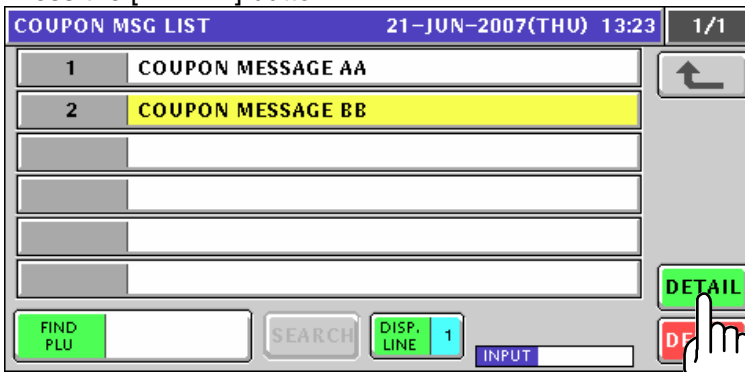 COUPON MSG LIST 21-JUN-2007(THU) 13:23 1/1
1 COUPON MESSAGE AA
2 COUPON MESSAGE BB
DETAIL
FIND PLU
SEARCH
DISP. LINE 1
INPUT